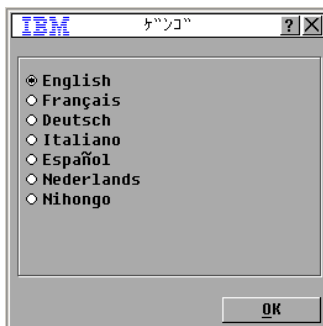 IBM ｹﾞﾝｺﾞ ? X
English
Français
Deutsch
Italiano
Español
Nederlands
Nihongo
OK